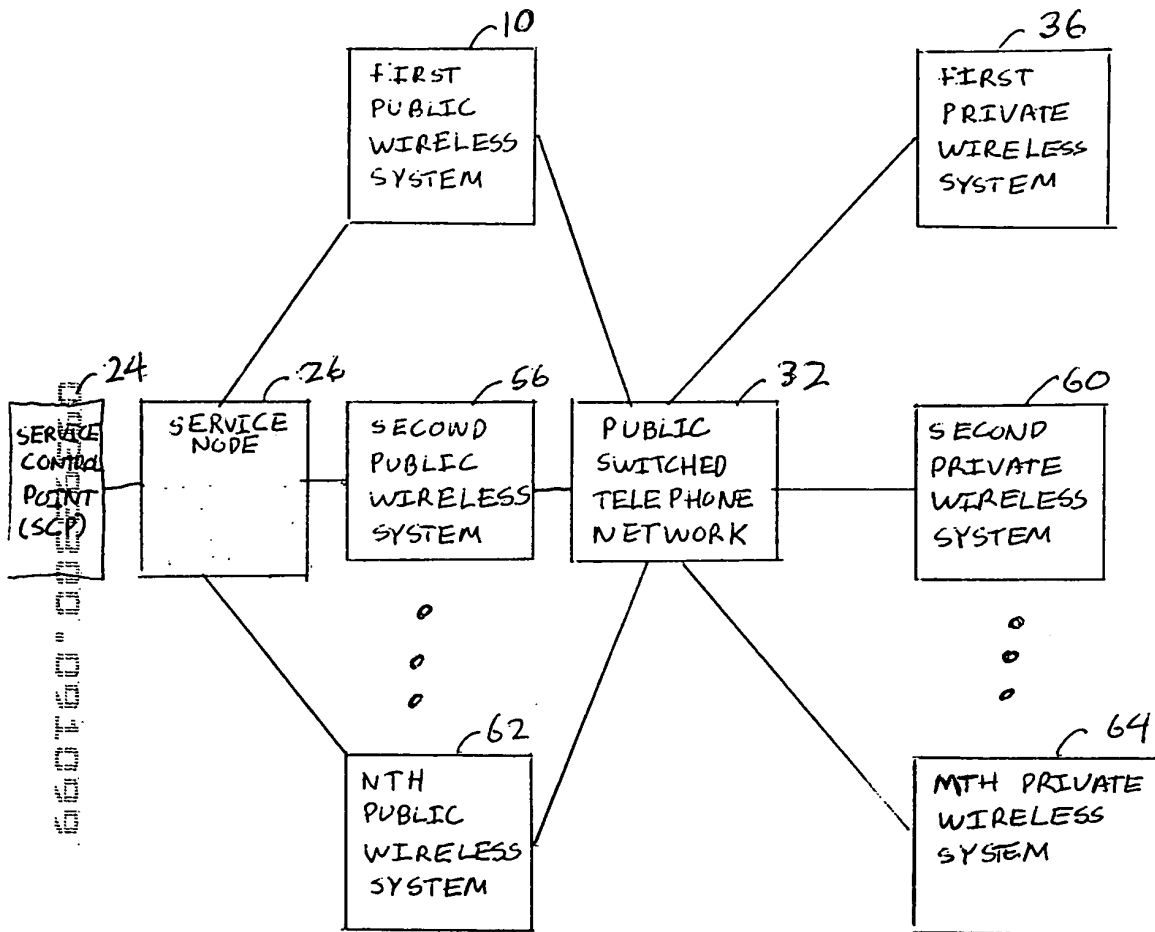 10
FIRST
PUBLIC
WIRELESS
SYSTEM
36
FIRST
PRIVATE
WIRELESS
SYSTEM
24
SERVICE
CONTROL
POINT
(SCP)
26
SERVICE
NODE
56
SECOND
PUBLIC
WIRELESS
SYSTEM
32
PUBLIC
SWITCHED
TELEPHONE
NETWORK
60
SECOND
PRIVATE
WIRELESS
SYSTEM
62
NTH
PUBLIC
WIRELESS
SYSTEM
64
MTH PRIVATE
WIRELESS
SYSTEM